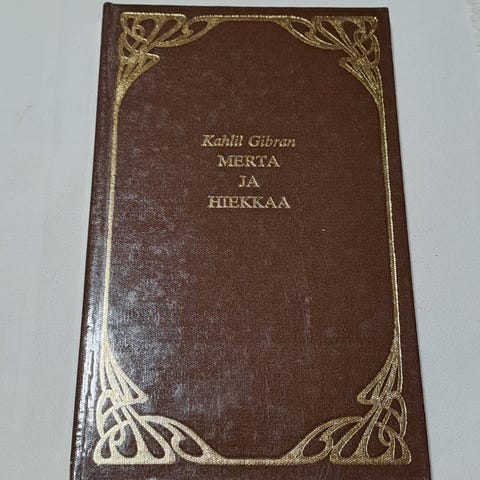 Kahlil Gibran
MERTA
JA
HIEKKAA